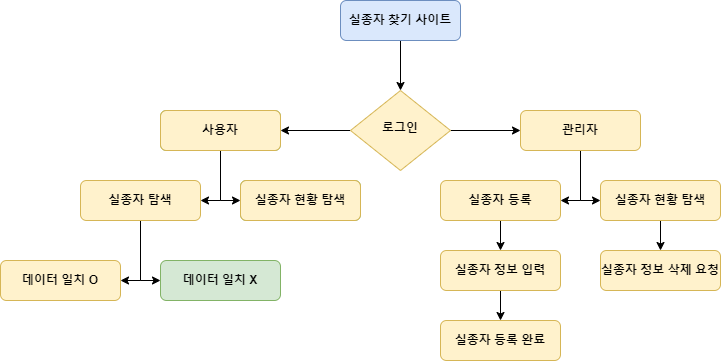 실종자 찾기 사이트
로그인
사용자
관리자
실종자 탐색
실종자 현황 탐색
실종자 등록
실종자 현황 탐색
데이터 일치 O
데이터 일치 X
실종자 정보 입력
실종자 정보 삭제 요청
실종자 등록 완료